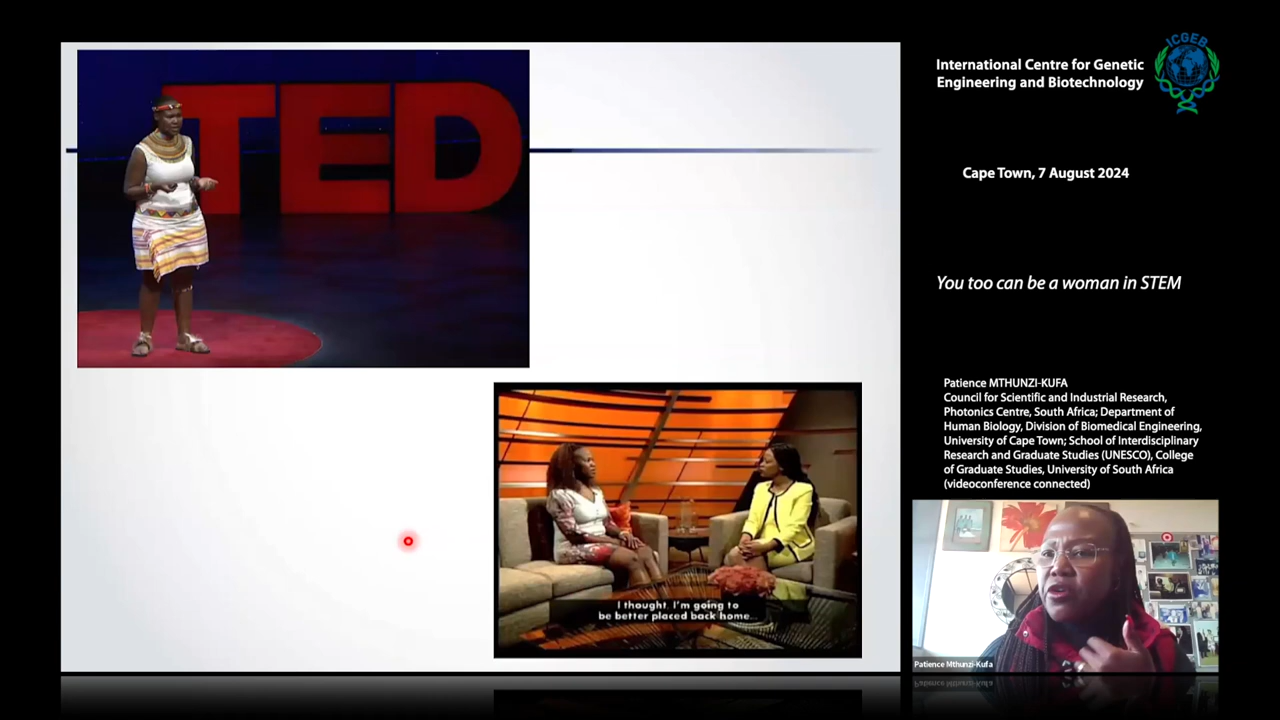 TED
I thought, I'm going to
be better placed back home...
International Centre for Genetic
Engineering and Biotechnology
ICGEB
Cape Town, 7 August 2024
You too can be a woman in STEM
Patience MTHUNZI-KUFA
Council for Scientific and Industrial Research,
Photonics Centre, South Africa; Department of
Human Biology, Division of Biomedical Engineering,
University of Cape Town; School of Interdisciplinary
Research and Graduate Studies (UNESCO), College
of Graduate Studies, University of South Africa
(videoconference connected)
Patience Mthunzi-Kufa